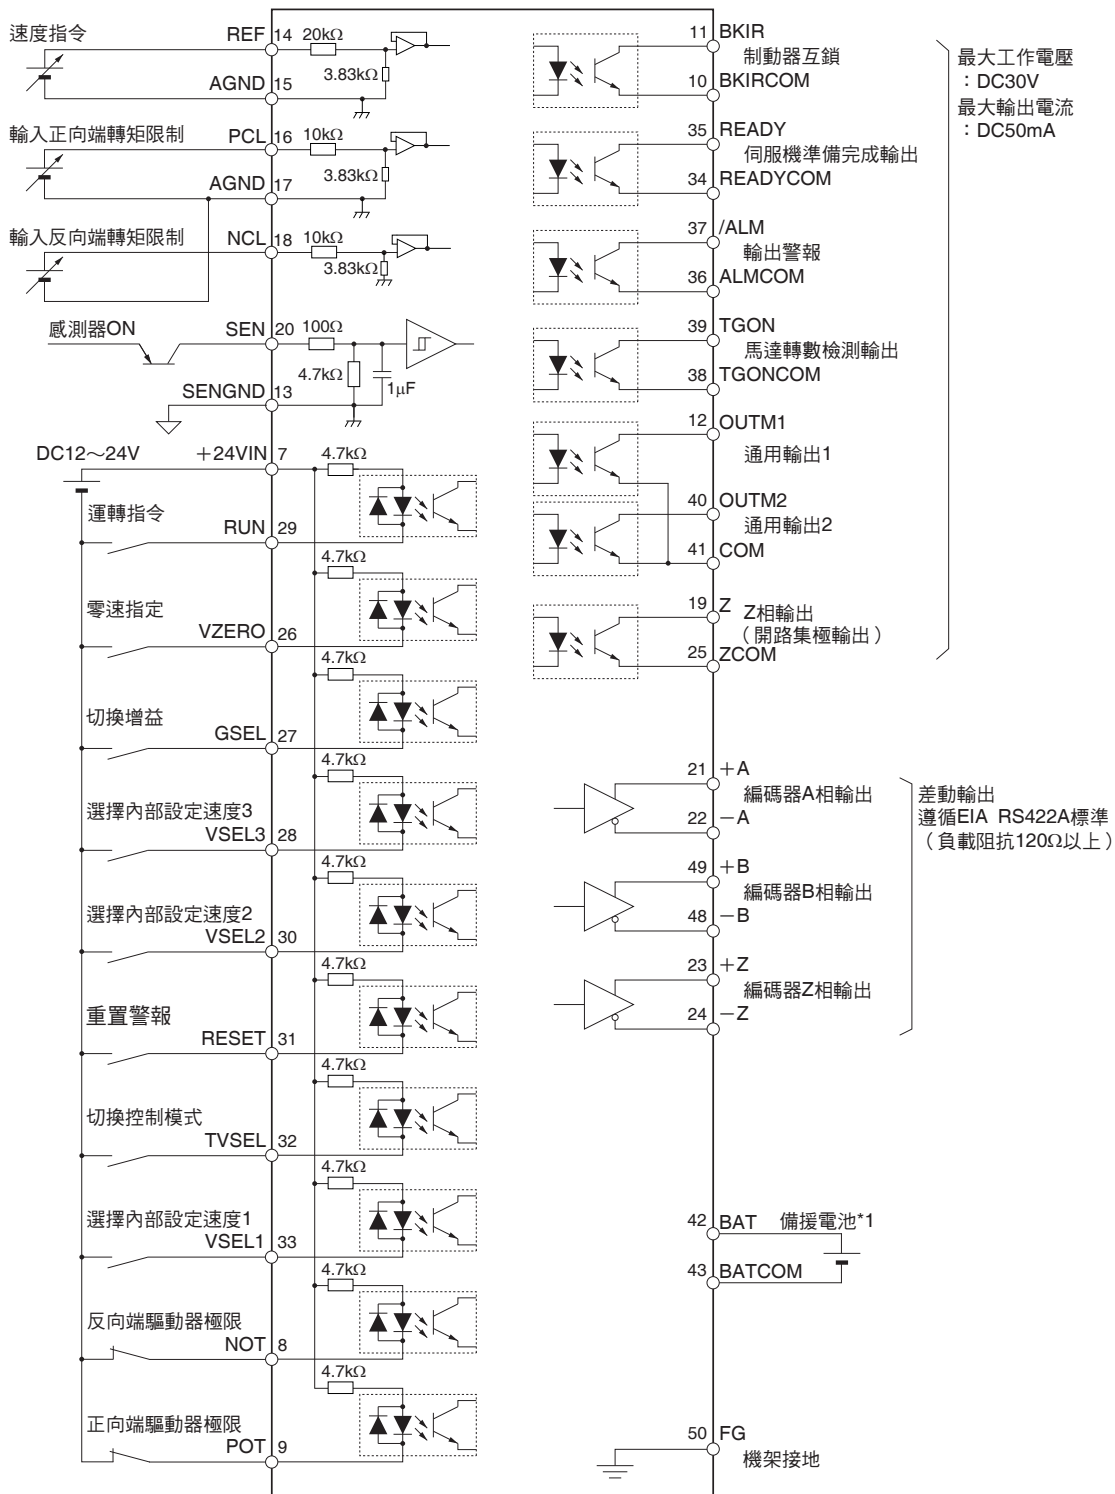 速度指令
REF 14 20kΩ
3.83kΩ
AGND 15
輸入正向端轉矩限制
PCL 16 10kΩ
3.83kΩ
AGND 17
輸入反向端轉矩限制
NCL 18 10kΩ
3.83kΩ
感測器ON
SEN 20 100Ω
4.7kΩ
1μF
SENGND 13
DC12~24V
+24VIN 7
4.7kΩ
運轉指令
RUN 29
4.7kΩ
零速指定
VZERO 26
4.7kΩ
切換增益
GSEL 27
4.7kΩ
選擇內部設定速度3
VSEL3 28
4.7kΩ
選擇內部設定速度2
VSEL2 30
4.7kΩ
重置警報
RESET 31
4.7kΩ
切換控制模式
TVSEL 32
4.7kΩ
選擇內部設定速度1
VSEL1 33
4.7kΩ
反向端驅動器極限
NOT 8
4.7kΩ
正向端驅動器極限
POT 9
11 BKIR
制動器互鎖
10 BKIRCOM
35 READY
伺服機準備完成輸出
34 READYCOM
37 /ALM
輸出警報
36 ALMCOM
39 TGON
馬達轉數檢測輸出
38 TGONCOM
12 OUTM1
通用輸出1
40 OUTM2
通用輸出2
41 COM
19 Z
Z相輸出
(開路集極輸出)
25 ZCOM
最大工作電壓
:DC30V
最大輸出電流
:DC50mA
21 +A
編碼器A相輸出
22 −A
49 +B
編碼器B相輸出
48 −B
23 +Z
編碼器Z相輸出
24 −Z
差動輸出
遵循EIA RS422A標準
(負載阻抗120Ω以上)
42 BAT 備援電池*1
43 BATCOM
50 FG
機架接地